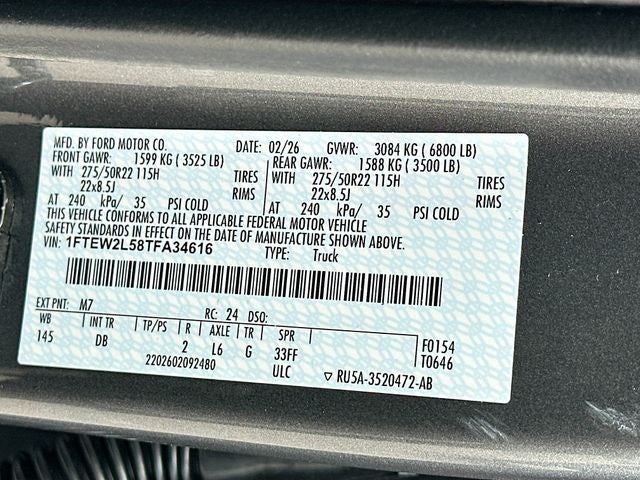 MFD. BY FORD MOTOR CO. DATE: 02/26 GVWR: 3084 KG ( 6800 LB)
FRONT GAWR: 1599 KG ( 3525 LB) REAR GAWR: 1588 KG ( 3500 LB)
WITH 275/50R22 115H TIRES WITH 275/50R22 115H TIRES
22x8.5J RIMS 22x8.5J RIMS
AT 240 kPa/ 35 PSI COLD AT 240 kPa/ 35 PSI COLD
THIS VEHICLE CONFORMS TO ALL APPLICABLE FEDERAL MOTOR VEHICLE
SAFETY STANDARDS IN EFFECT ON THE DATE OF MANUFACTURE SHOWN ABOVE.
VIN: 1FTEW2L58TFA34616 TYPE: Truck
EXT PNT: M7 RC: 24 DSO:
WB INT TR TP/PS R AXLE TR SPR F0154
145 DB 2 L6 G 33FF T0646
2202602092480 ULC ▽ RU5A-3520472-AB